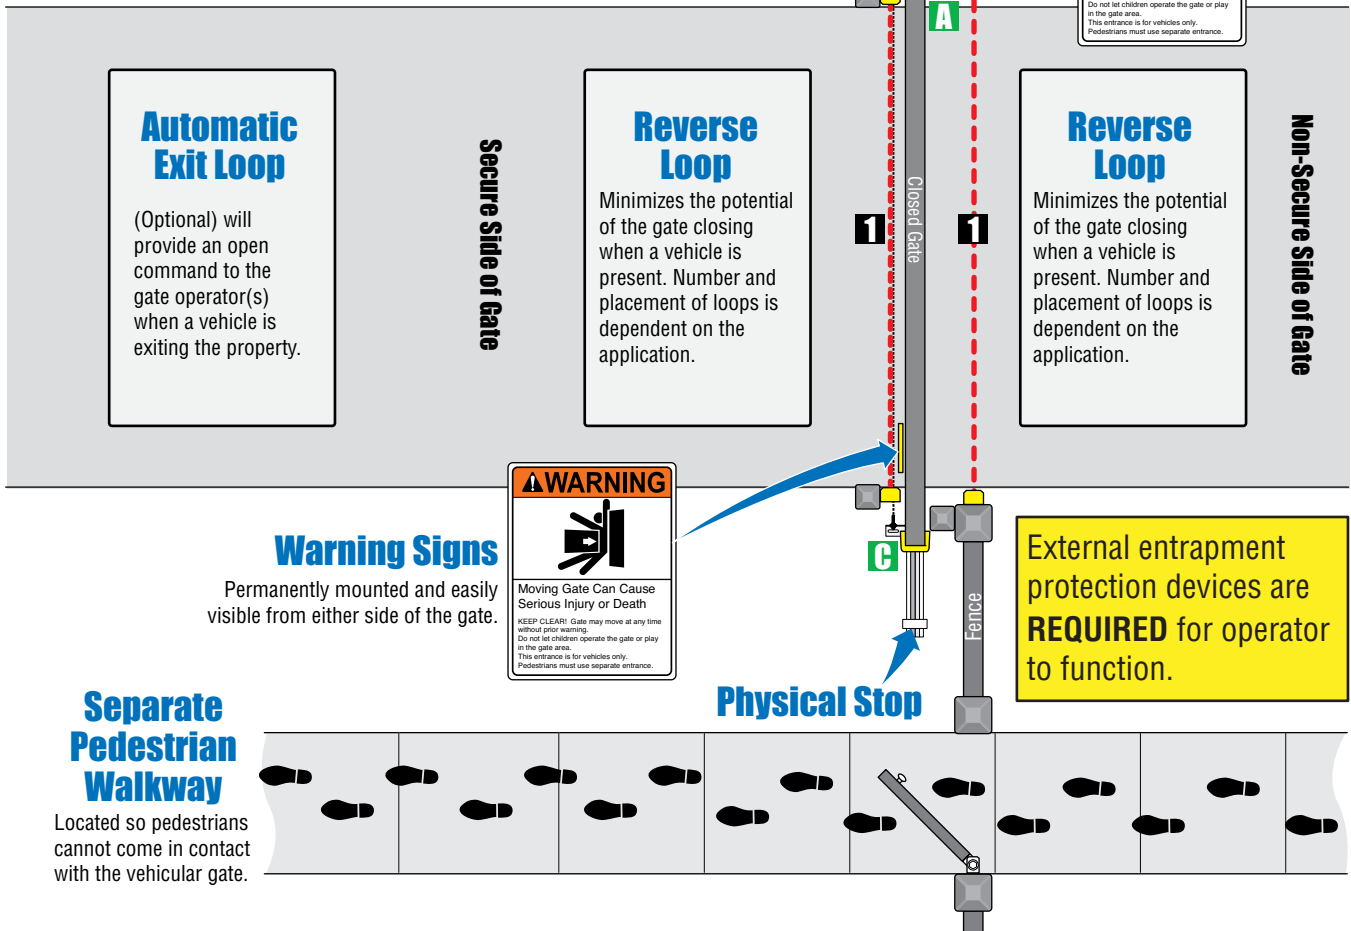 Do not let children operate the gate or play
in the gate area.
This entrance is for vehicles only.
Pedestrians must use separate entrance.
A
Automatic
Exit Loop
(Optional) will
provide an open
command to the
gate operator(s)
when a vehicle is
exiting the property.
Secure Side of Gate
Reverse
Loop
Minimizes the potential
of the gate closing
when a vehicle is
present. Number and
placement of loops is
dependent on the
application.
1
Closed Gate
1
Reverse
Loop
Minimizes the potential
of the gate closing
when a vehicle is
present. Number and
placement of loops is
dependent on the
application.
Non-Secure Side of Gate
Warning Signs
Permanently mounted and easily
visible from either side of the gate.
WARNING
Moving Gate Can Cause
Serious Injury or Death
KEEP CLEAR! Gate may move at any time
without prior warning.
Do not let children operate the gate or play
in the gate area.
This entrance is for vehicles only.
Pedestrians must use separate entrance.
C
Fence
Physical Stop
External entrapment
protection devices are
REQUIRED for operator
to function.
Separate
Pedestrian
Walkway
Located so pedestrians
cannot come in contact
with the vehicular gate.